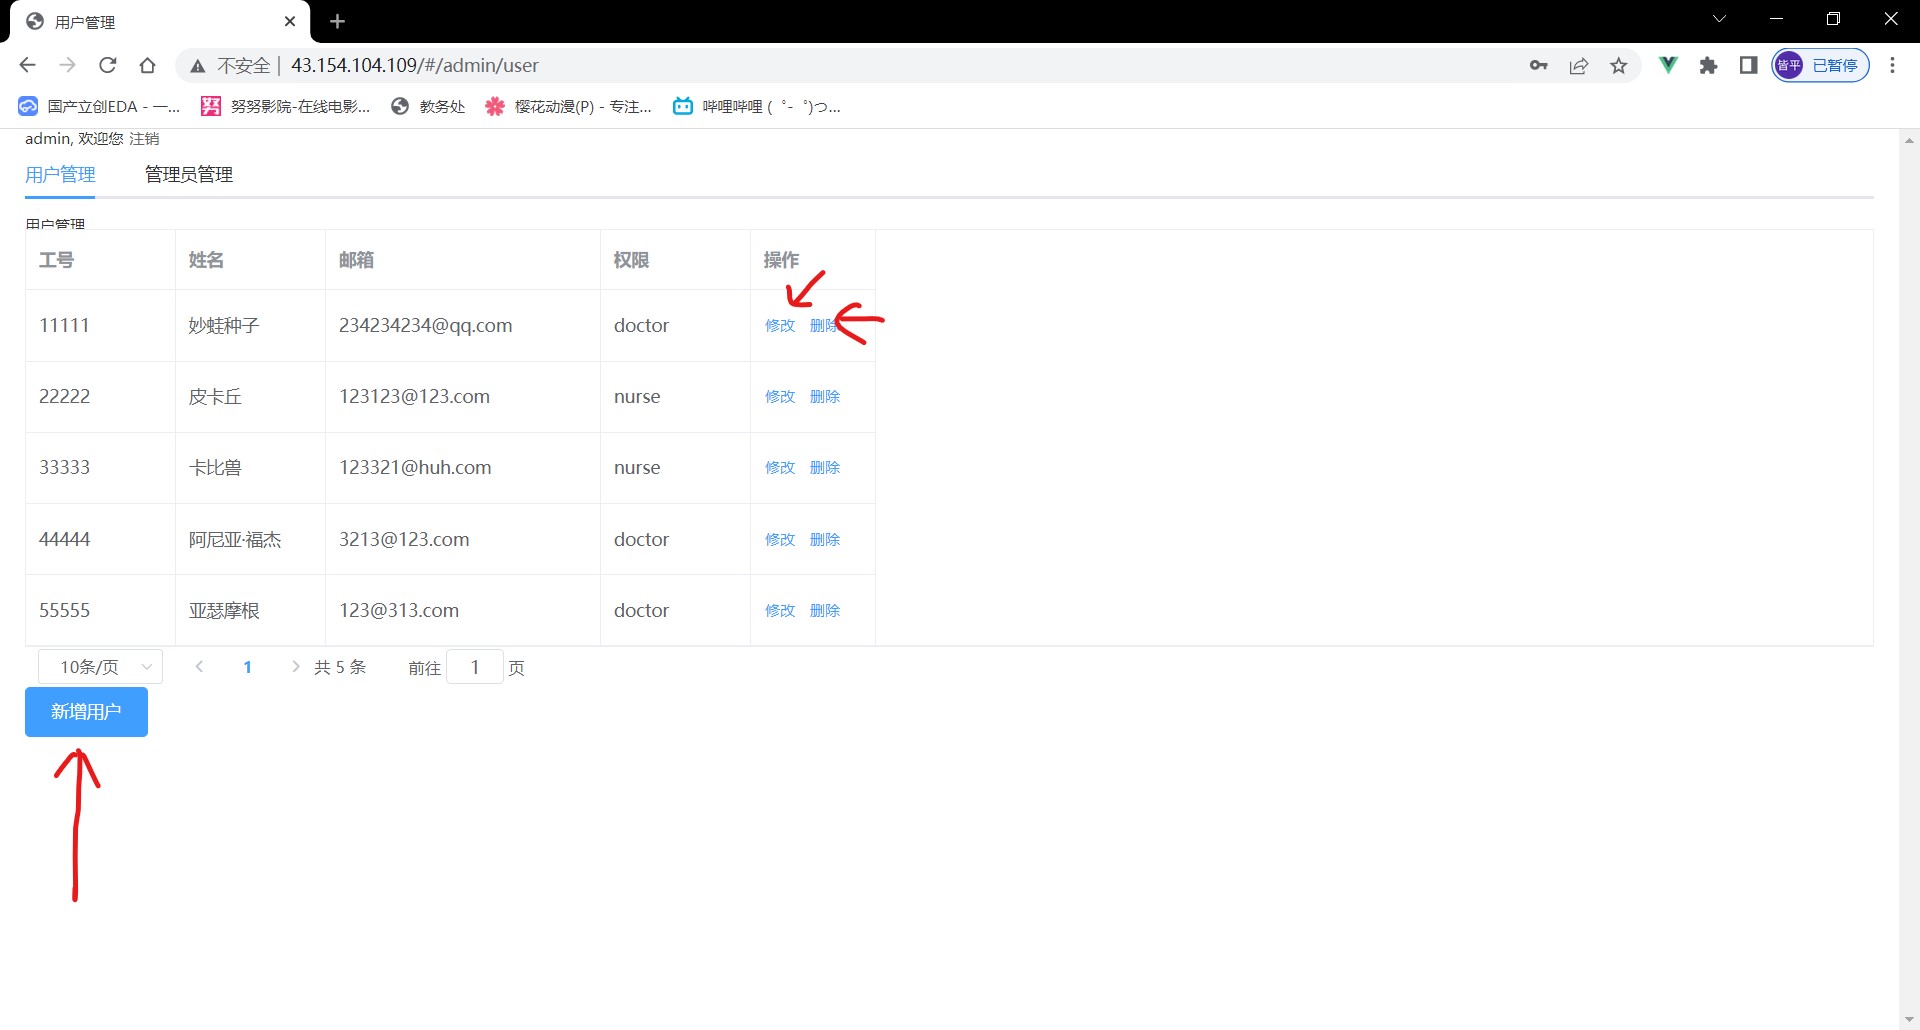 用户管理
不安全 | 43.154.104.109/#/admin/user
皆平 已暂停
国产立创EDA - 一... 努 努努影院-在线电影... 教务处 樱花动漫(P) - 专注... 哔哩哔哩 (゜-゜)つ...
admin, 欢迎您 注销
用户管理 管理员管理
用户管理
工号 姓名 邮箱 权限 操作
11111 妙蛙种子 234234234@qq.com doctor 修改 删除
22222 皮卡丘 123123@123.com nurse 修改 删除
33333 卡比兽 123321@huh.com nurse 修改 删除
44444 阿尼亚·福杰 3213@123.com doctor 修改 删除
55555 亚瑟摩根 123@313.com doctor 修改 删除
10条/页 1 共 5 条 前往 1 页
新增用户